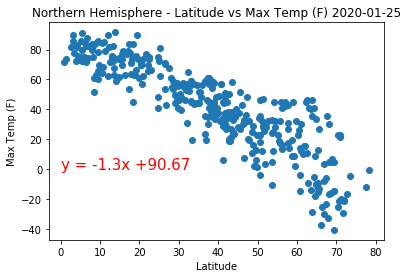 Northern Hemisphere - Latitude vs Max Temp (F) 2020-01-25
Max Temp (F)
80
60
40
20
0
−20
−40
y = -1.3x +90.67
0 10 20 30 40 50 60 70 80
Latitude